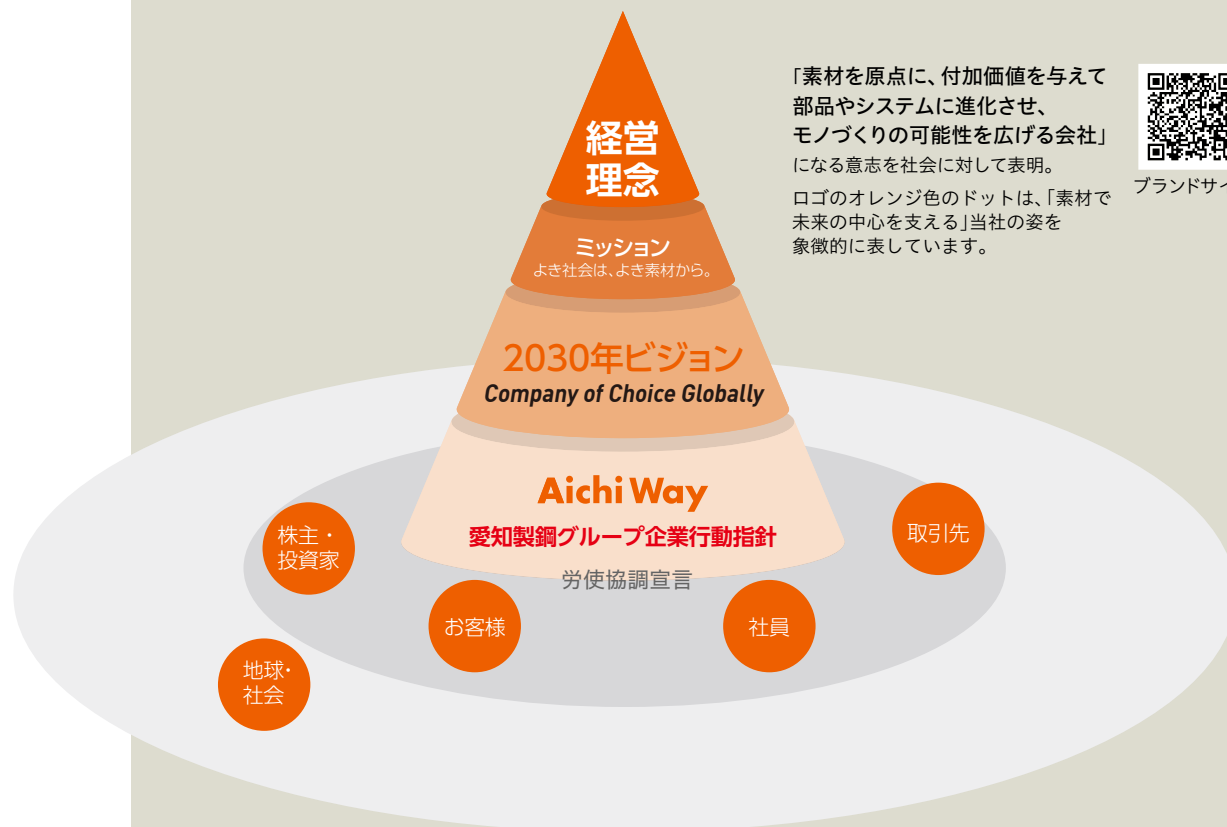 経営
理念
ミッション
よき社会は、よき素材から。
2030年ビジョン
Company of Choice Globally
Aichi Way
愛知製鋼グループ企業行動指針
労使協調宣言
株主・
投資家
お客様
社員
取引先
地球・
社会
「素材を原点に、付加価値を与えて
部品やシステムに進化させ、
モノづくりの可能性を広げる会社」
になる意志を社会に対して表明。
ロゴのオレンジ色のドットは、「素材で
未来の中心を支える」当社の姿を
象徴的に表しています。
ブランドサイ